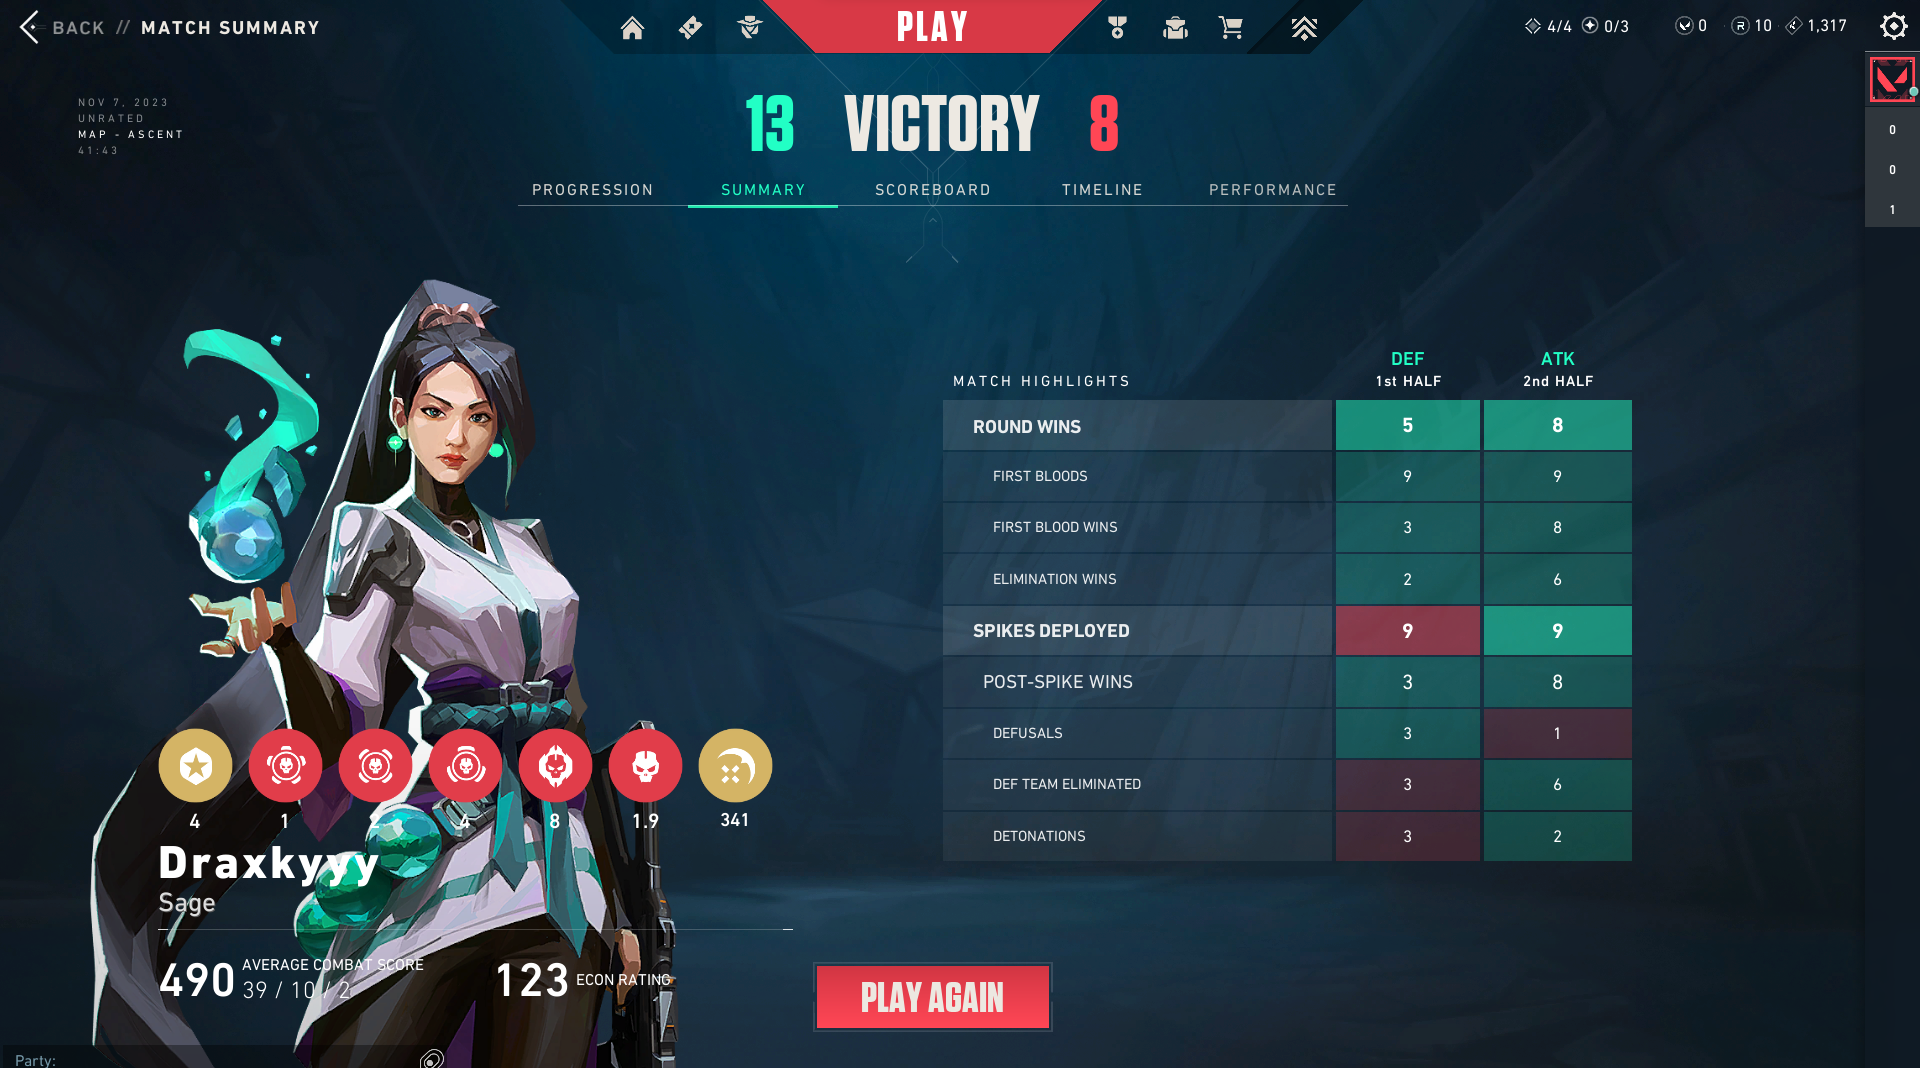 BACK // MATCH SUMMARY
PLAY
4/4 0/3 0 R 10 1,317
NOV 7, 2023
UNRATED
MAP - ASCENT
41:43
13 VICTORY 8
0
0
1
PROGRESSION SUMMARY SCOREBOARD TIMELINE PERFORMANCE
DEF ATK
MATCH HIGHLIGHTS 1st HALF 2nd HALF
ROUND WINS 5 8
FIRST BLOODS 9 9
FIRST BLOOD WINS 3 8
ELIMINATION WINS 2 6
SPIKES DEPLOYED 9 9
POST-SPIKE WINS 3 8
DEFUSALS 3 1
DEF TEAM ELIMINATED 3 6
DETONATIONS 3 2
4 1 2 4 8 1.9 341
Draxkyyy
Sage
490 AVERAGE COMBAT SCORE
39 / 10 / 2
123 ECON RATING
PLAY AGAIN
Party: